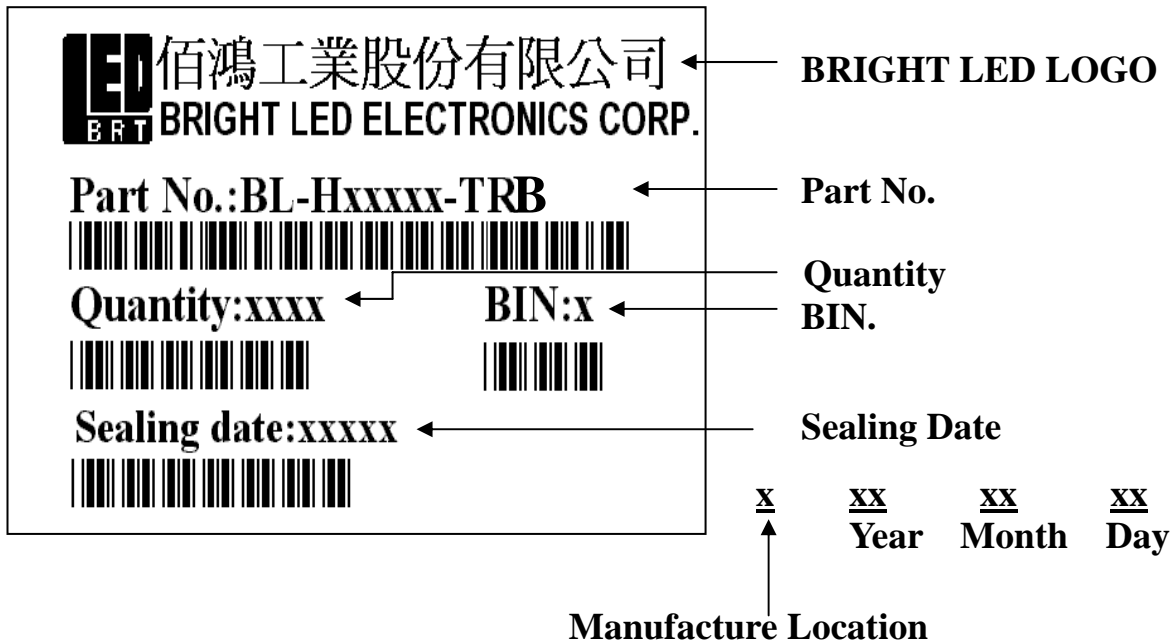 LED 佰鴻工業股份有限公司
BRT BRIGHT LED ELECTRONICS CORP.
BRIGHT LED LOGO
Part No.:BL-Hxxxxx-TRB
Part No.
Quantity:xxxx
BIN:x
Quantity
BIN.
Sealing date:xxxxx
Sealing Date
x xx xx xx
Year Month Day
Manufacture Location